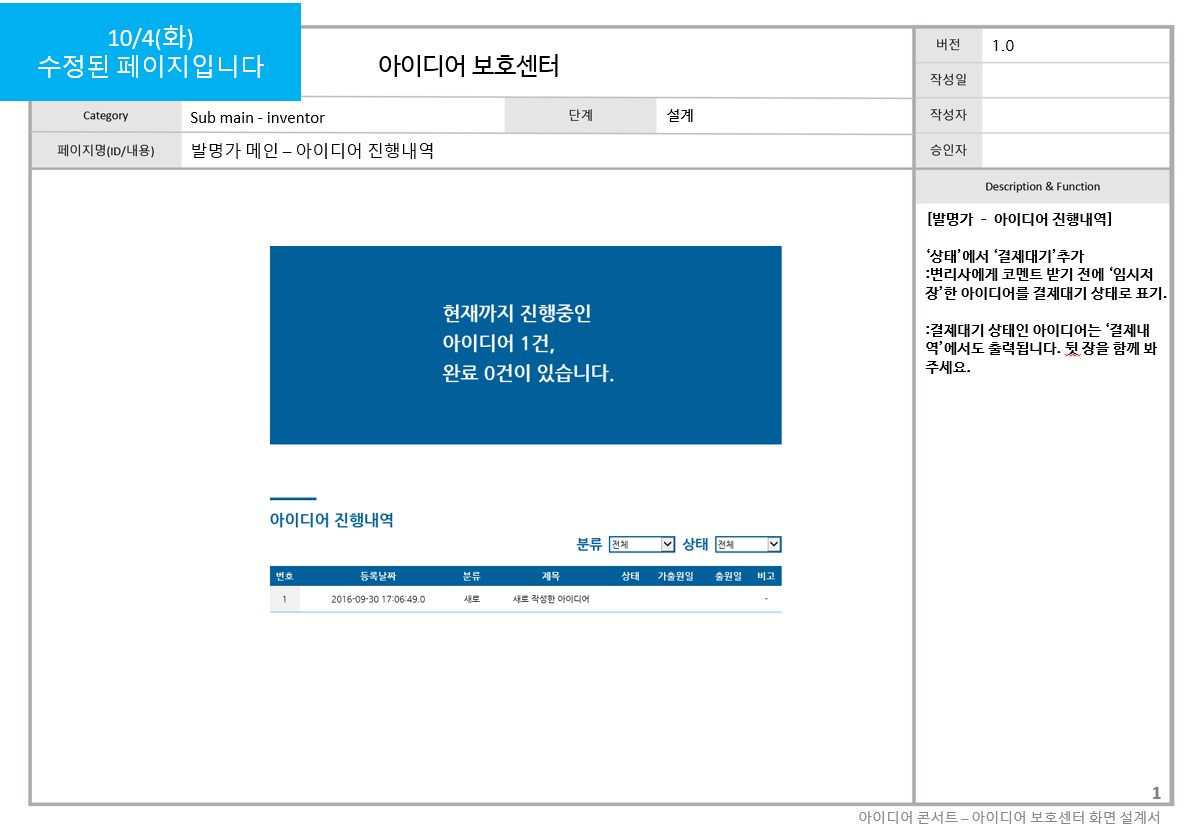 10/4(화)
수정된 페이지입니다
아이디어 보호센터
버전 1.0
작성일
Category Sub main - inventor 단계 설계
작성자
페이지명(ID/내용) 발명가 메인 – 아이디어 진행내역
승인자
Description & Function
[발명가 - 아이디어 진행내역]
‘상태’에서 ‘결제대기’추가
:변리사에게 코멘트 받기 전에 ‘임시저
장’한 아이디어를 결제대기 상태로 표기.
:결제대기 상태인 아이디어는 ‘결제내
역’에서도 출력됩니다. 뒷 장을 함께 봐
주세요.
현재까지 진행중인
아이디어 1건,
완료 0건이 있습니다.
아이디어 진행내역
분류 전체 상태 전체
번호 등록날짜 분류 제목 상태 가출원일 출원일 비고
1 2016-09-30 17:06:49.0 새로 새로 작성한 아이디어 -
1
아이디어 콘서트 – 아이디어 보호센터 화면 설계서